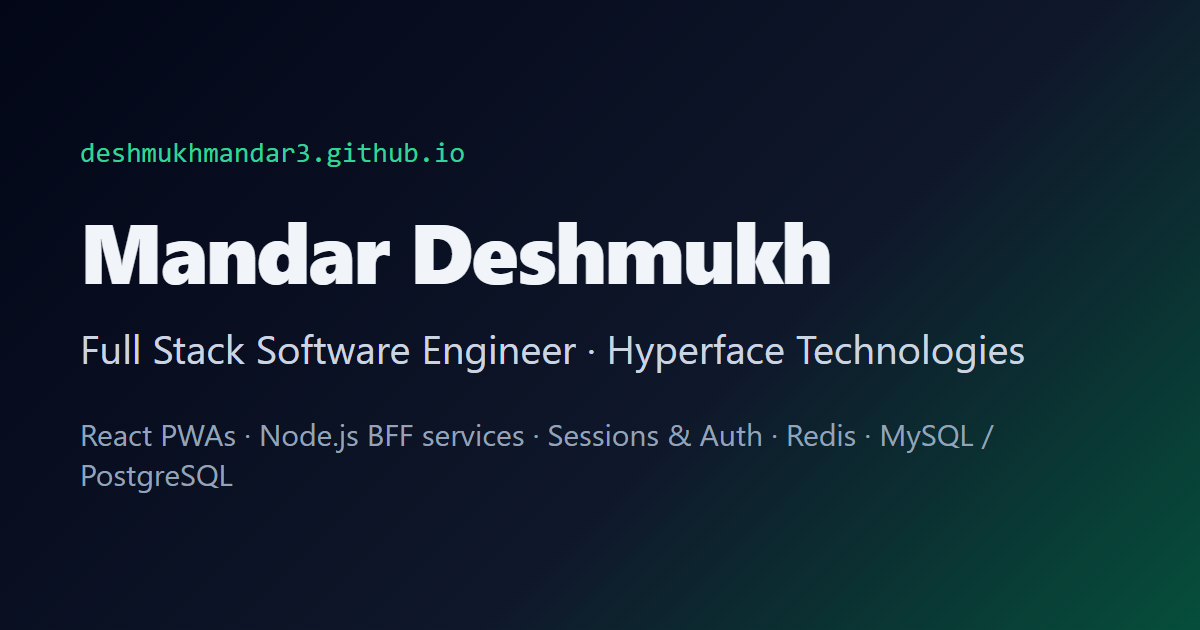 deshmukhmandar3.github.io
Mandar Deshmukh
Full Stack Software Engineer · Hyperface Technologies
React PWAs · Node.js BFF services · Sessions & Auth · Redis · MySQL /
PostgreSQL